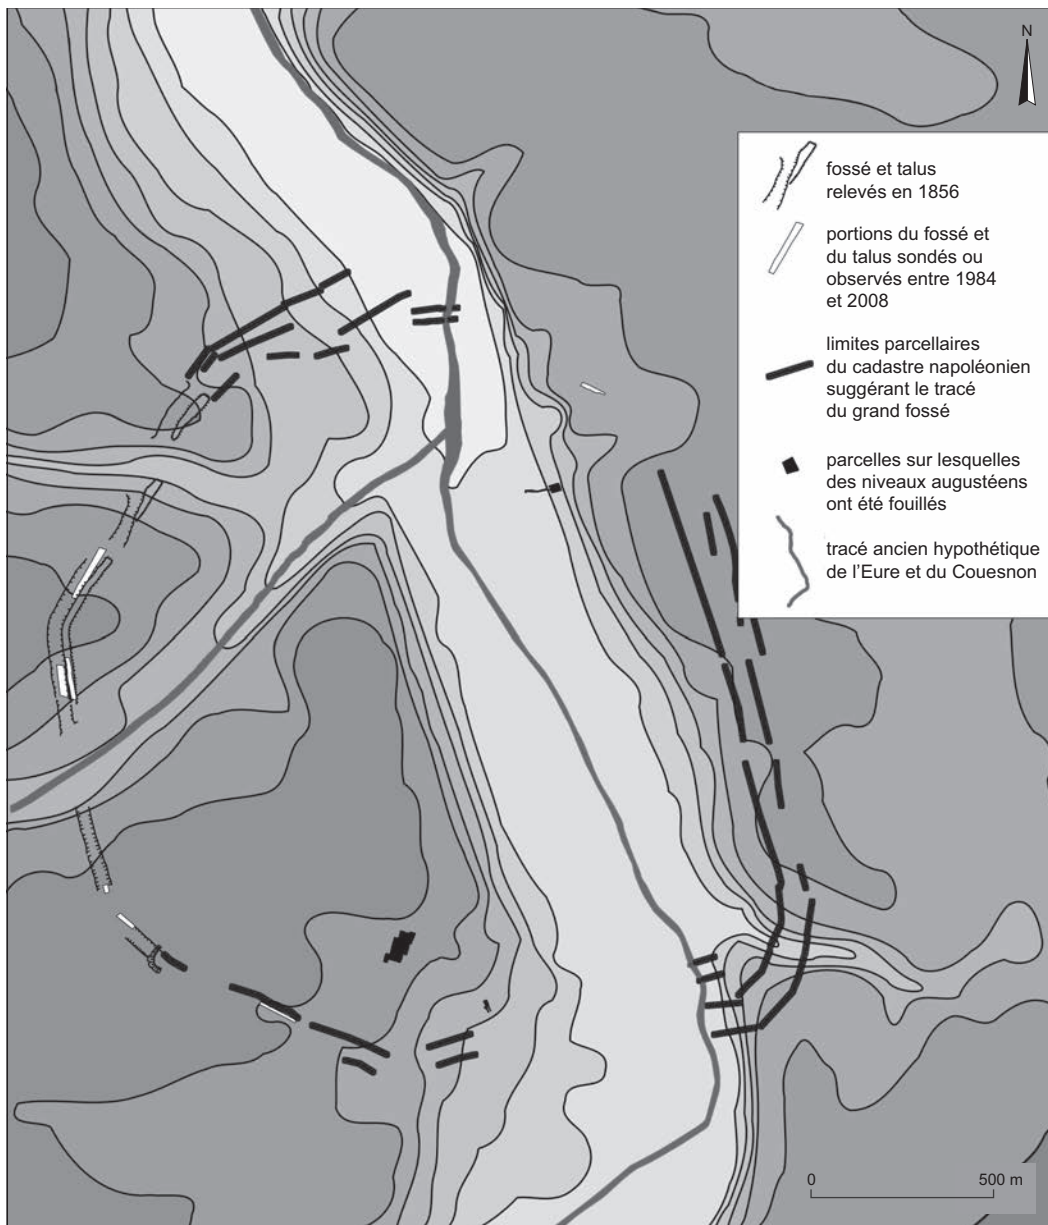 N
fossé et talus
relevés en 1856
portions du fossé et
du talus sondés ou
observés entre 1984
et 2008
limites parcellaires
du cadastre napoléonien
suggérant le tracé
du grand fossé
parcelles sur lesquelles
des niveaux augustéens
ont été fouillés
tracé ancien hypothétique
de l'Eure et du Couesnon
0 500 m